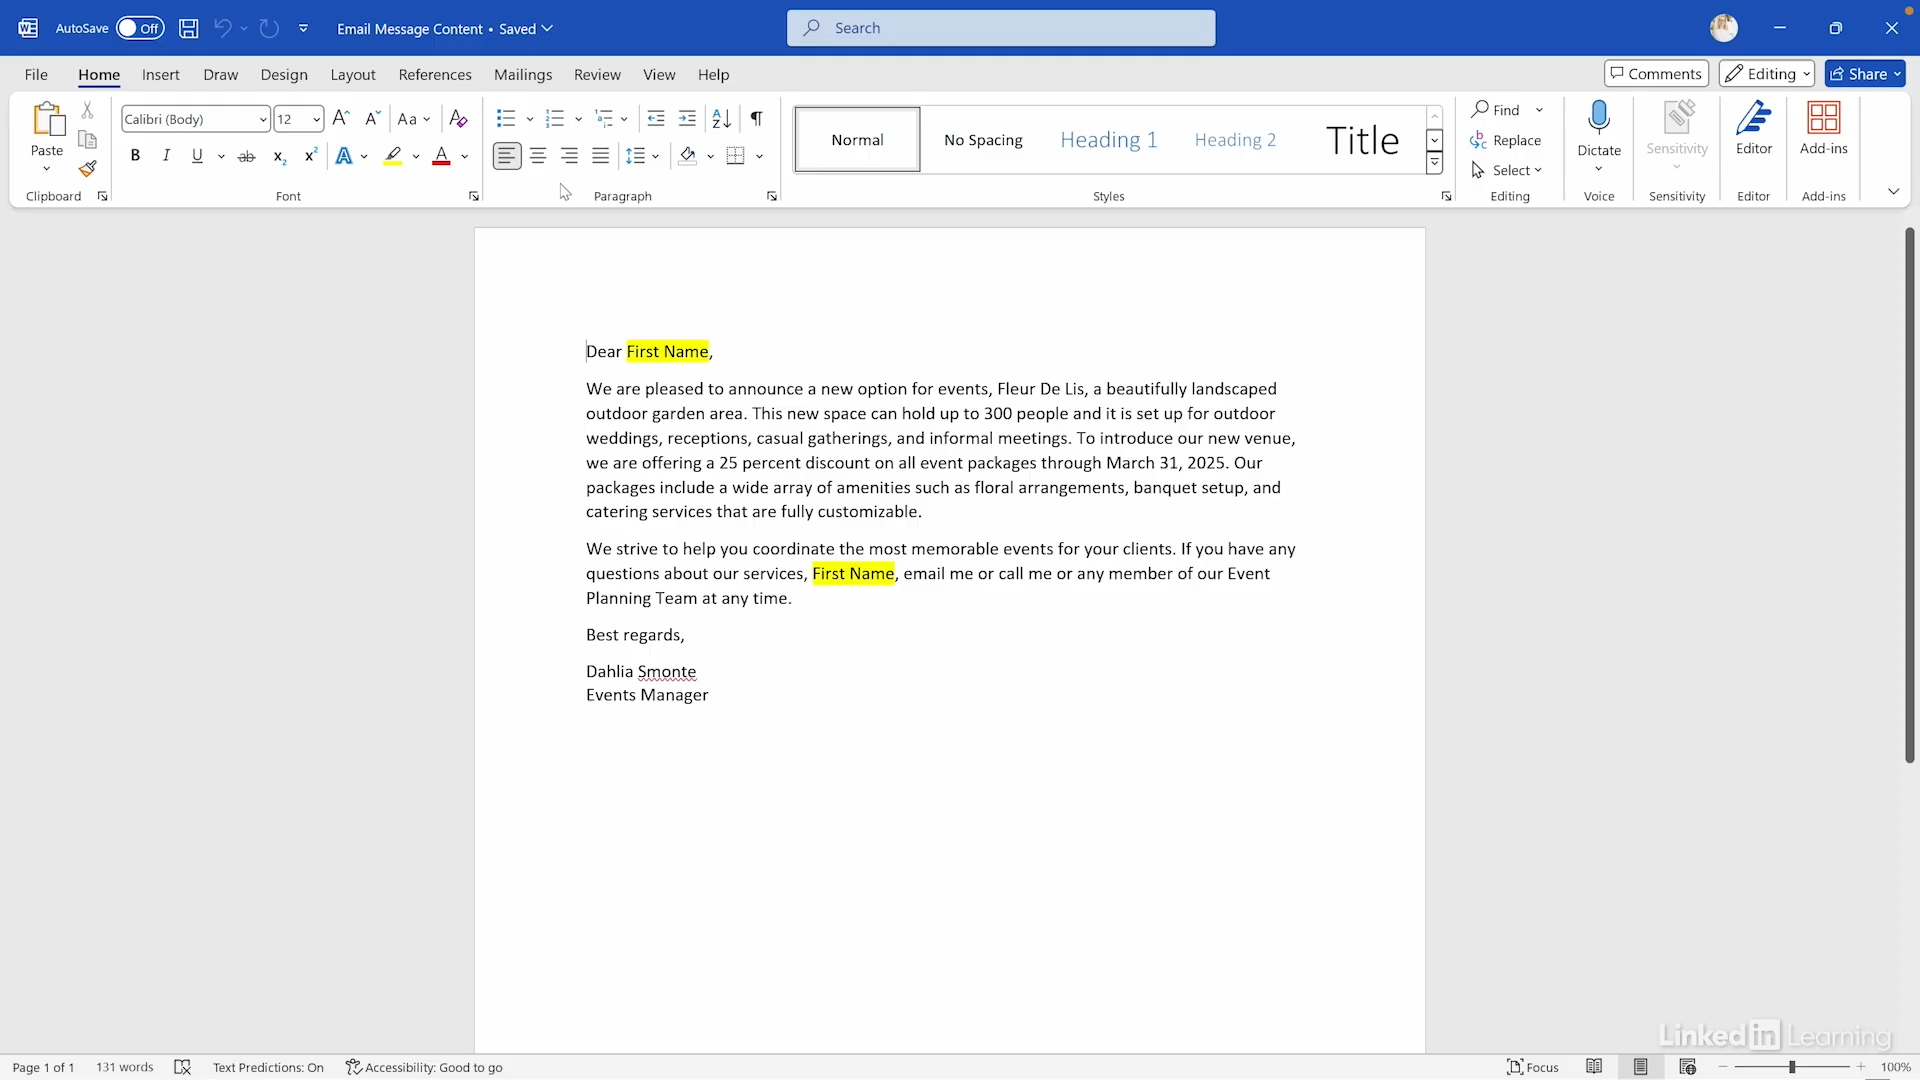 AutoSave Off Email Message Content • Saved Search
File Home Insert Draw Design Layout References Mailings Review View Help Comments Editing Share
Paste Calibri (Body) 12 Aa Normal No Spacing Heading 1 Heading 2 Title Find Replace Select Dictate Sensitivity Editor Add-ins
Clipboard Font Paragraph Styles Editing Voice Sensitivity Editor Add-ins
Dear First Name,
We are pleased to announce a new option for events, Fleur De Lis, a beautifully landscaped
outdoor garden area. This new space can hold up to 300 people and it is set up for outdoor
weddings, receptions, casual gatherings, and informal meetings. To introduce our new venue,
we are offering a 25 percent discount on all event packages through March 31, 2025. Our
packages include a wide array of amenities such as floral arrangements, banquet setup, and
catering services that are fully customizable.
We strive to help you coordinate the most memorable events for your clients. If you have any
questions about our services, First Name, email me or call me or any member of our Event
Planning Team at any time.
Best regards,
Dahlia Smonte
Events Manager
LinkedIn Learning
Page 1 of 1 131 words Text Predictions: On Accessibility: Good to go Focus 100%